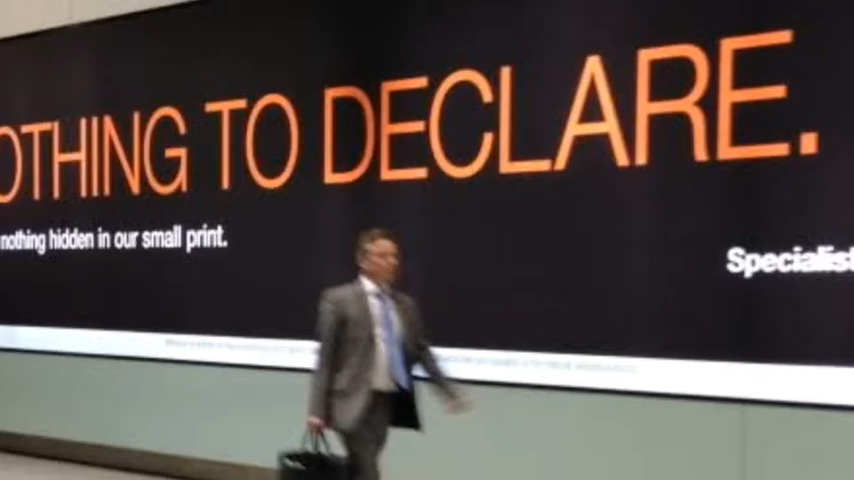 OTHING TO DECLARE.
nothing hidden in our small print.
Specialist